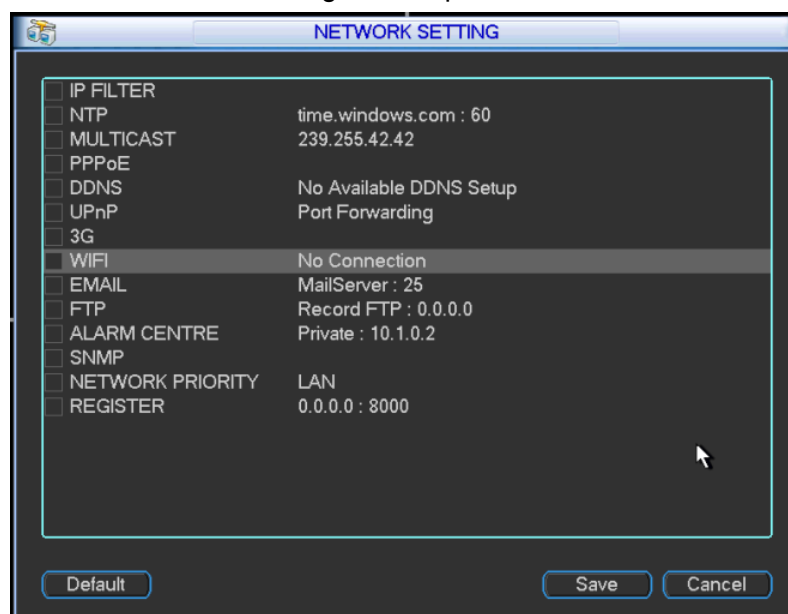 NETWORK SETTING
IP FILTER
NTP time.windows.com : 60
MULTICAST 239.255.42.42
PPPoE
DDNS No Available DDNS Setup
UPnP Port Forwarding
3G
WIFI No Connection
EMAIL MailServer : 25
FTP Record FTP : 0.0.0.0
ALARM CENTRE Private : 10.1.0.2
SNMP
NETWORK PRIORITY LAN
REGISTER 0.0.0.0 : 8000
Default Save Cancel